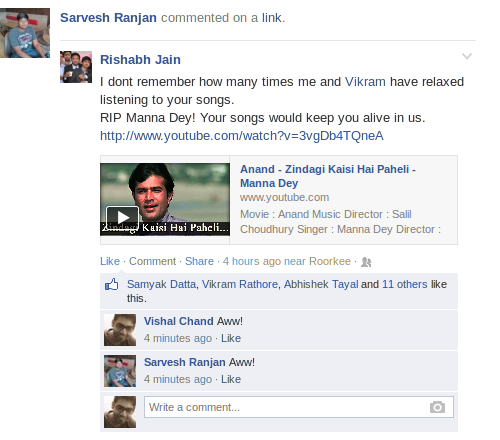 Sarvesh Ranjan commented on a link.
Rishabh Jain
I dont remember how many times me and Vikram have relaxed
listening to your songs.
RIP Manna Dey! Your songs would keep you alive in us.
http://www.youtube.com/watch?v=3vgDb4TQneA
Anand - Zindagi Kaisi Hai Paheli -
Manna Dey
www.youtube.com
Movie : Anand Music Director : Salil
Choudhury Singer : Manna Dey Director :
Zindagi Kaisi Hai Paheli...
Like · Comment · Share · 4 hours ago near Roorkee ·
Samyak Datta, Vikram Rathore, Abhishek Tayal and 11 others like
this.
Vishal Chand Aww!
4 minutes ago · Like
Sarvesh Ranjan Aww!
4 minutes ago · Like
Write a comment...